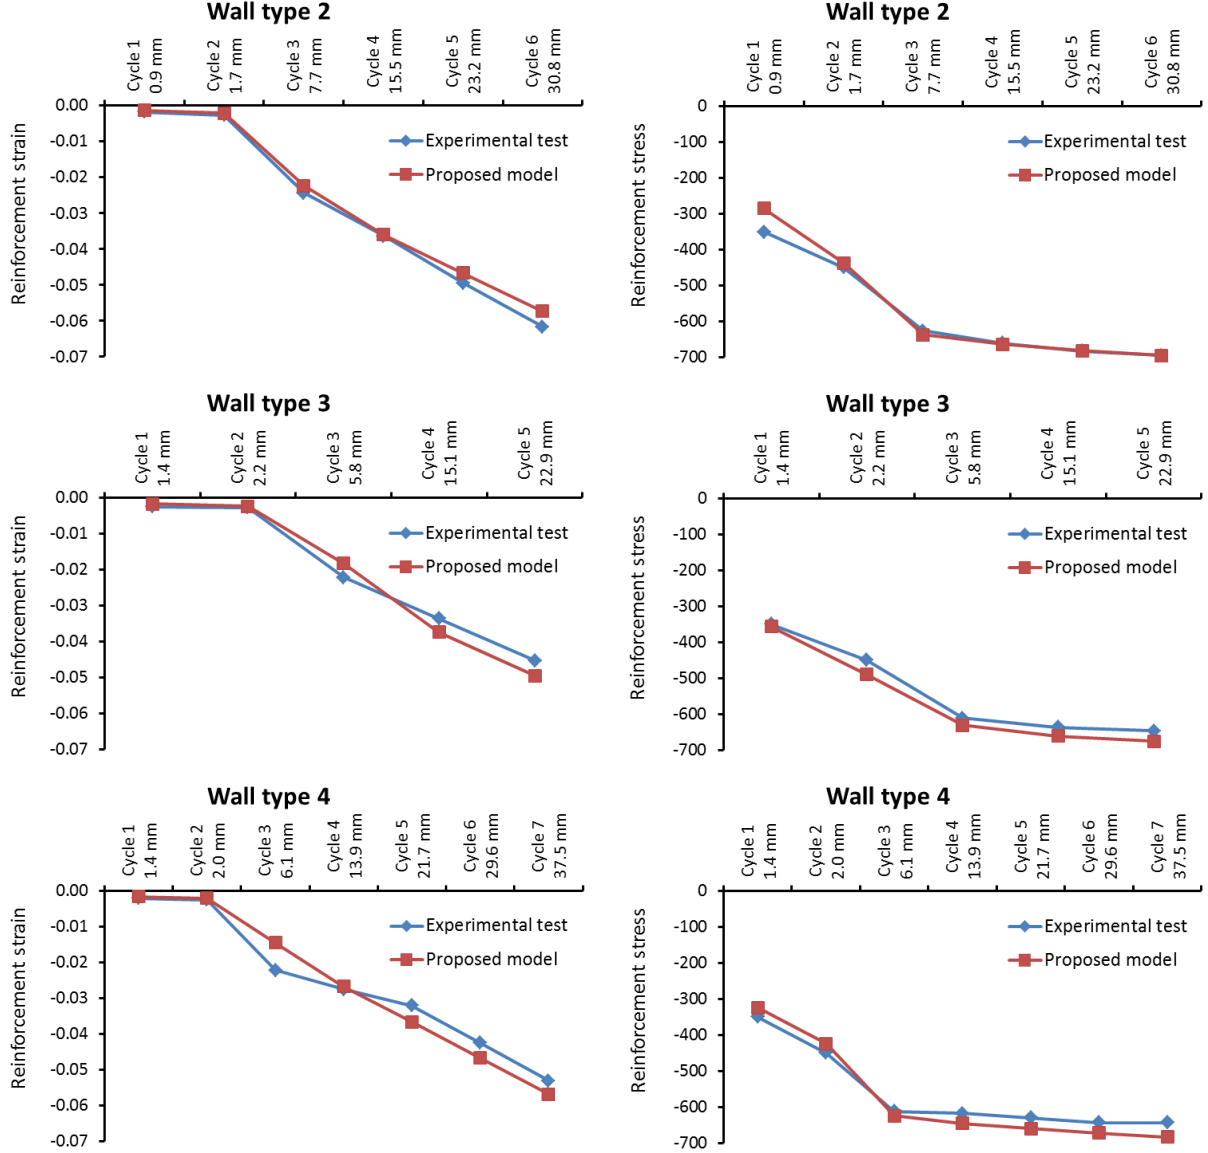 Wall type 2
Cycle 1
0.9 mm
Cycle 2
1.7 mm
Cycle 3
7.7 mm
Cycle 4
15.5 mm
Cycle 5
23.2 mm
Cycle 6
30.8 mm
0.00
-0.01
-0.02
-0.03
-0.04
-0.05
-0.06
-0.07
Reinforcement strain
Experimental test
Proposed model
Wall type 2
Cycle 1
0.9 mm
Cycle 2
1.7 mm
Cycle 3
7.7 mm
Cycle 4
15.5 mm
Cycle 5
23.2 mm
Cycle 6
30.8 mm
0
-100
-200
-300
-400
-500
-600
-700
Reinforcement stress
Experimental test
Proposed model
Wall type 3
Cycle 1
1.4 mm
Cycle 2
2.2 mm
Cycle 3
5.8 mm
Cycle 4
15.1 mm
Cycle 5
22.9 mm
0.00
-0.01
-0.02
-0.03
-0.04
-0.05
-0.06
-0.07
Reinforcement strain
Experimental test
Proposed model
Wall type 3
Cycle 1
1.4 mm
Cycle 2
2.2 mm
Cycle 3
5.8 mm
Cycle 4
15.1 mm
Cycle 5
22.9 mm
0
-100
-200
-300
-400
-500
-600
-700
Reinforcement stress
Experimental test
Proposed model
Wall type 4
Cycle 1
1.4 mm
Cycle 2
2.0 mm
Cycle 3
6.1 mm
Cycle 4
13.9 mm
Cycle 5
21.7 mm
Cycle 6
29.6 mm
Cycle 7
37.5 mm
0.00
-0.01
-0.02
-0.03
-0.04
-0.05
-0.06
-0.07
Reinforcement strain
Experimental test
Proposed model
Wall type 4
Cycle 1
1.4 mm
Cycle 2
2.0 mm
Cycle 3
6.1 mm
Cycle 4
13.9 mm
Cycle 5
21.7 mm
Cycle 6
29.6 mm
Cycle 7
37.5 mm
0
-100
-200
-300
-400
-500
-600
-700
Reinforcement stress
Experimental test
Proposed model